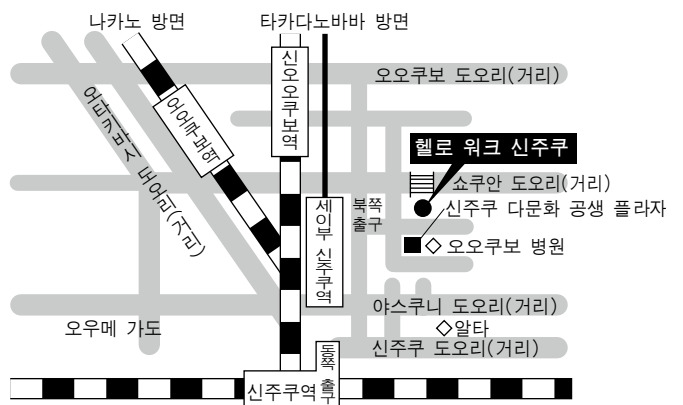 나카노 방면
타카다노바바 방면
신오오쿠보역
오오쿠보 도오리(거리)
오오쿠보역
오타키바시 도오리(거리)
헬로 워크 신주쿠
쇼쿠안 도오리(거리)
세이부 신주쿠역
북쪽
출구
신주쿠 다문화 공생 플라자
오오쿠보 병원
야스쿠니 도오리(거리)
오우메 가도
알타
신주쿠 도오리(거리)
동쪽 출구
신주쿠역